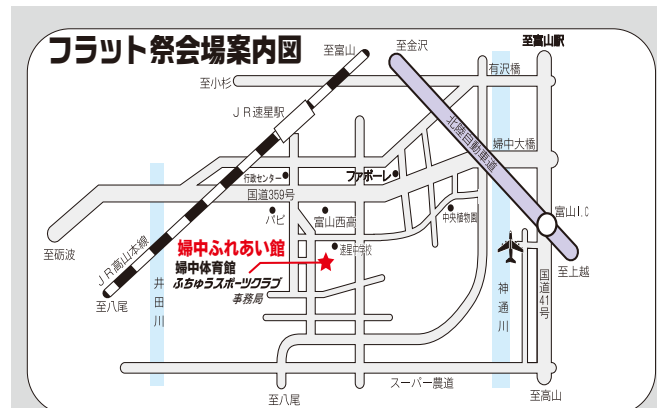 フラット祭会場案内図
至富山
至金沢
至富山駅
至小杉
有沢橋
JR速星駅
北陸自動車道
婦中大橋
行政センター
ファボーレ
国道359号
パピ
富山西高
中央植物園
富山I.C
至砺波
婦中ふれあい館
速星中学校
婦中体育館
ふちゅうスポーツクラブ
事務局
JR高山本線
至上越
至八尾
井田川
神通川
国道41号
スーパー農道
至八尾
至高山